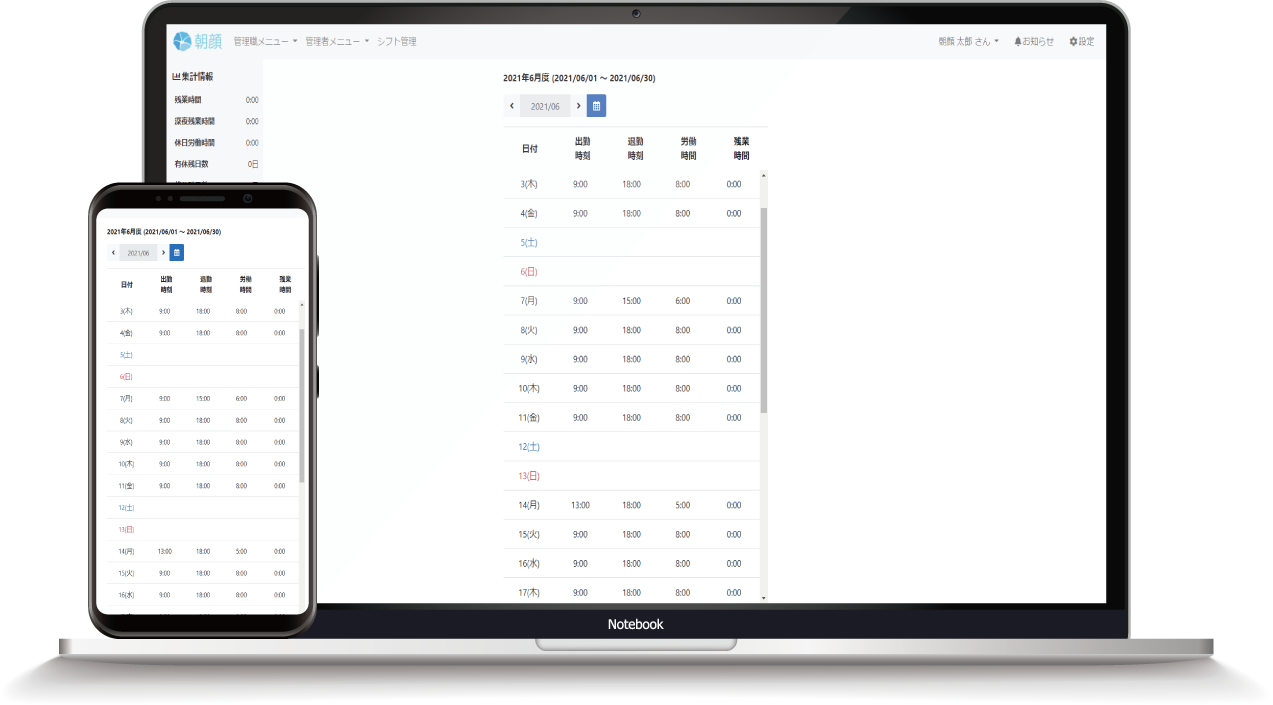 朝顔 管理職メニュー 管理者メニュー シフト管理 朝顔 太郎 さん お知らせ 設定
集計情報
残業時間 0:00
深夜残業時間 0:00
休日労働時間 0:00
有休残日数 0日
2021年6月度 (2021/06/01 ～ 2021/06/30)
2021/06
日付 出勤時刻 退勤時刻 労働時間 残業時間
3(木) 9:00 18:00 8:00 0:00
4(金) 9:00 18:00 8:00 0:00
5(土)
6(日)
7(月) 9:00 15:00 6:00 0:00
8(火) 9:00 18:00 8:00 0:00
9(水) 9:00 18:00 8:00 0:00
10(木) 9:00 18:00 8:00 0:00
11(金) 9:00 18:00 8:00 0:00
12(土)
13(日)
14(月) 13:00 18:00 5:00 0:00
15(火) 9:00 18:00 8:00 0:00
16(水) 9:00 18:00 8:00 0:00
17(木) 9:00 18:00 8:00 0:00
Notebook
2021年6月度 (2021/06/01 ～ 2021/06/30)
2021/06
日付 出勤時刻 退勤時刻 労働時間 残業時間
3(木) 9:00 18:00 8:00 0:00
4(金) 9:00 18:00 8:00 0:00
5(土)
6(日)
7(月) 9:00 15:00 6:00 0:00
8(火) 9:00 18:00 8:00 0:00
9(水) 9:00 18:00 8:00 0:00
10(木) 9:00 18:00 8:00 0:00
11(金) 9:00 18:00 8:00 0:00
12(土)
13(日)
14(月) 13:00 18:00 5:00 0:00
15(火) 9:00 18:00 8:00 0:00
16(水) 9:00 18:00 8:00 0:00